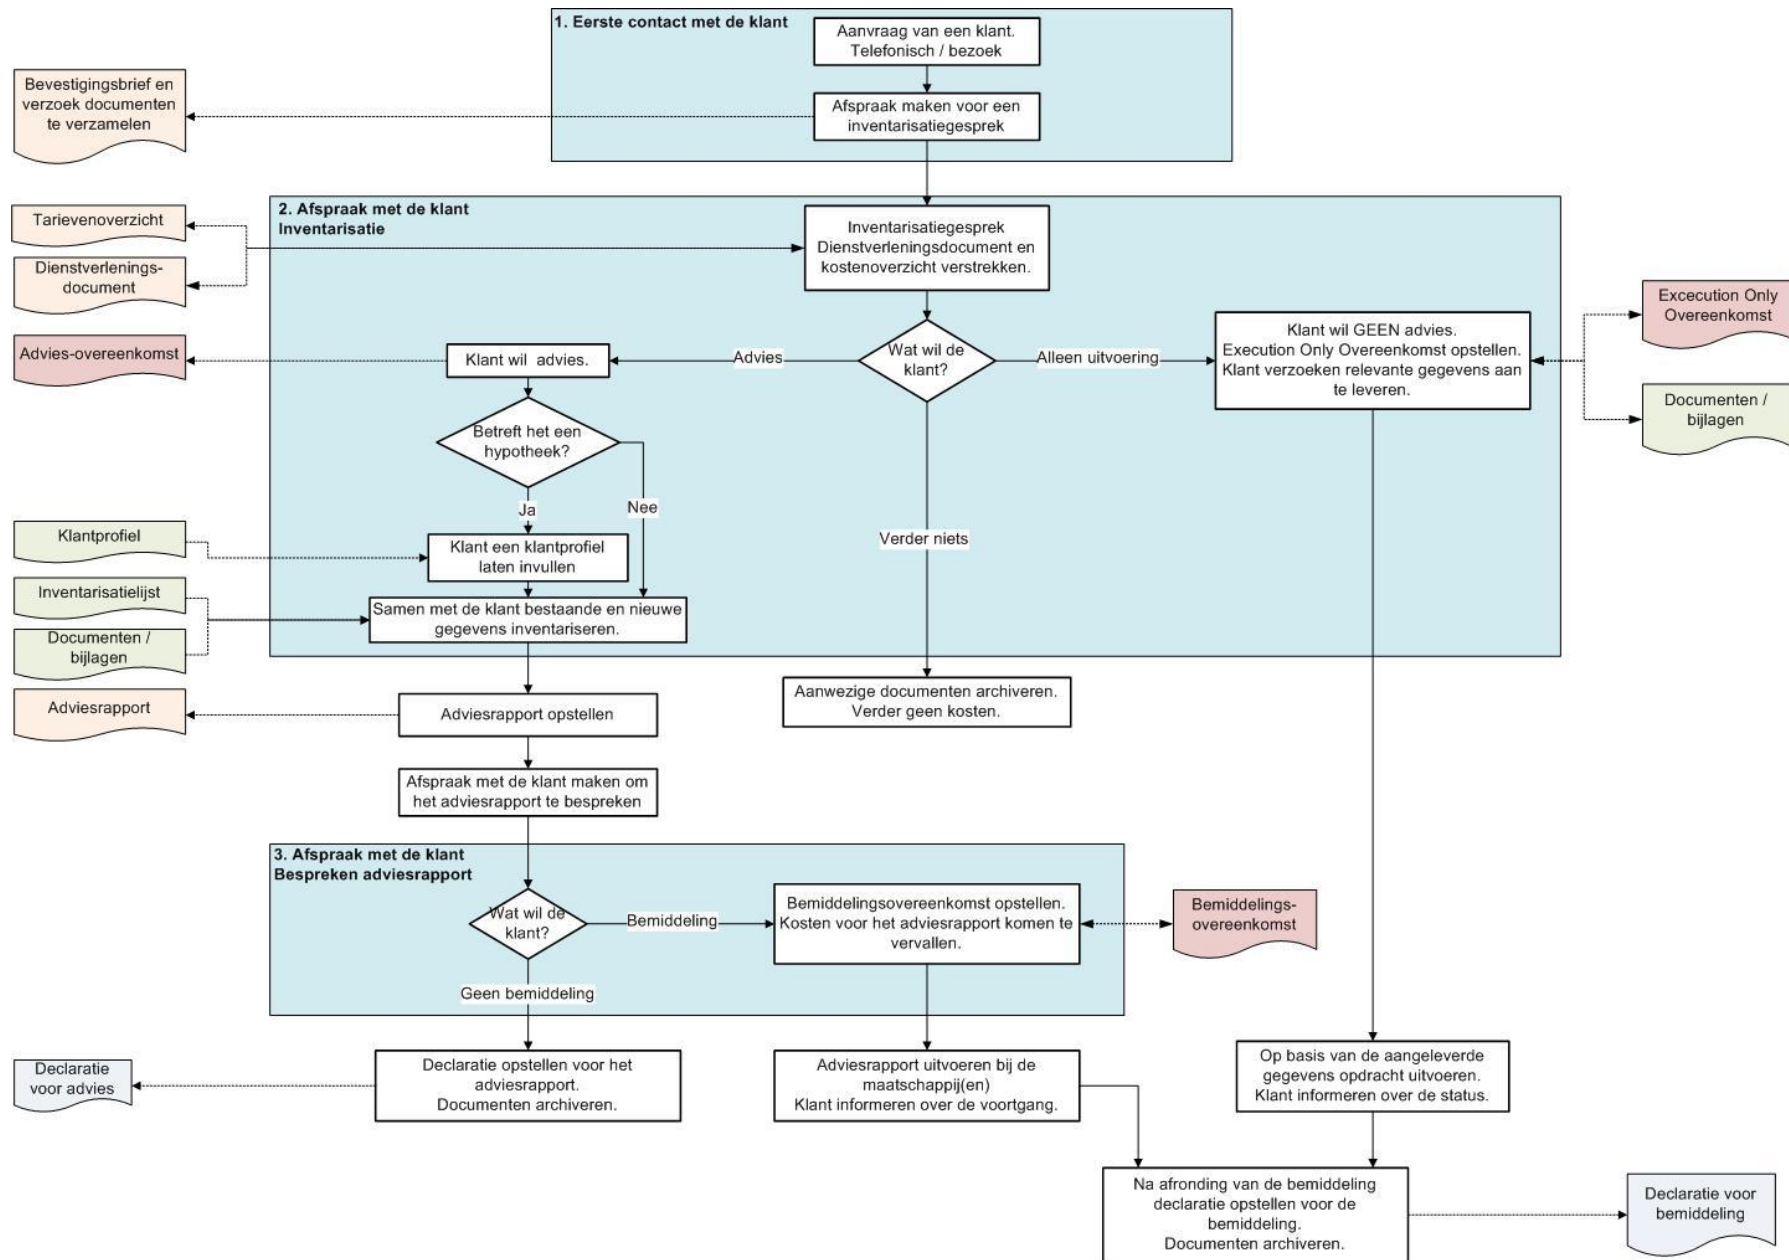 1. Eerste contact met de klant
Aanvraag van een klant.
Telefonisch / bezoek
Bevestigingsbrief en
verzoek documenten
te verzamelen
Afspraak maken voor een
inventarisatiegesprek
2. Afspraak met de klant
Inventarisatie
Tarievenoverzicht
Dienstverlenings-
document
Inventarisatiegesprek
Dienstverleningsdocument en
kostenoverzicht verstrekken.
Advies-overeenkomst
Klant wil  advies.
Advies
Wat wil de
klant?
Alleen uitvoering
Klant wil GEEN advies.
Execution Only Overeenkomst opstellen.
Klant verzoeken relevante gegevens aan
te leveren.
Excecution Only
Overeenkomst
Documenten /
bijlagen
Betreft het een
hypotheek?
Ja
Nee
Verder niets
Klantprofiel
Klant een klantprofiel
laten invullen
Inventarisatielijst
Documenten /
bijlagen
Samen met de klant bestaande en nieuwe
gegevens inventariseren.
Adviesrapport
Adviesrapport opstellen
Aanwezige documenten archiveren.
Verder geen kosten.
Afspraak met de klant maken om
het adviesrapport te bespreken
3. Afspraak met de klant
Bespreken adviesrapport
Wat wil de
klant?
Bemiddeling
Bemiddelingsovereenkomst opstellen.
Kosten voor het adviesrapport komen te
vervallen.
Bemiddelings-
overeenkomst
Geen bemiddeling
Declaratie
voor advies
Declaratie opstellen voor het
adviesrapport.
Documenten archiveren.
Adviesrapport uitvoeren bij de
maatschappij(en)
Klant informeren over de voortgang.
Op basis van de aangeleverde
gegevens opdracht uitvoeren.
Klant informeren over de status.
Na afronding van de bemiddeling
declaratie opstellen voor de
bemiddeling.
Documenten archiveren.
Declaratie voor
bemiddeling